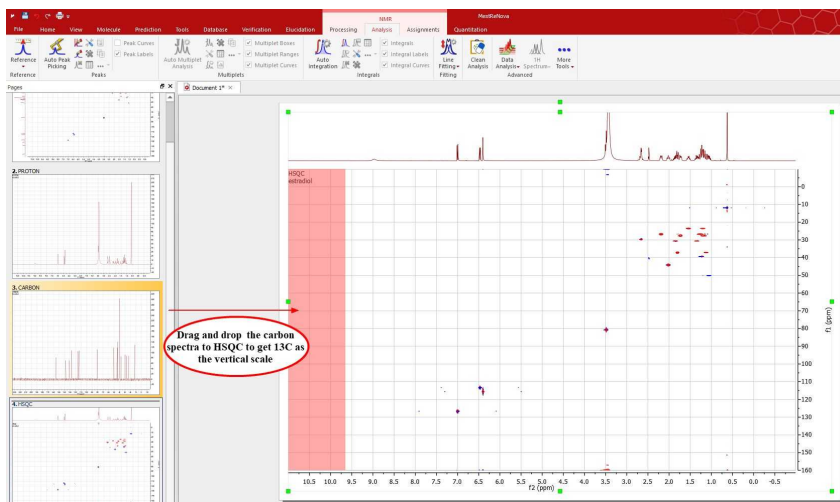 NMR
MestReNova
File Home View Molecule Prediction Tools Database Verification Elucidation Processing Analysis Assignments Quantitation
Reference
Auto Peak Picking
Peak Curves
Peak Labels
Auto Multiplet Analysis
Multiplet Boxes
Multiplet Ranges
Multiplet Curves
Auto Integration
Integrals
Integral Labels
Integral Curves
Line Fitting
Clean Analysis
Data Analysis
1H Spectrum
More Tools
Reference Peaks Multiplets Integrals Fitting Advanced
Pages
Document 1*
2. PROTON
3. CARBON
4. HSQC
Drag and drop the carbon
spectra to HSQC to get 13C as
the vertical scale
HSQC
estradiol
0
10
20
30
40
50
60
70
80
90
100
110
120
130
140
150
160
f1 (ppm)
10.5 10.0 9.5 9.0 8.5 8.0 7.5 7.0 6.5 6.0 5.5 5.0 4.5 4.0 3.5 3.0 2.5 2.0 1.5 1.0 0.5 0.0 -0.5
f2 (ppm)